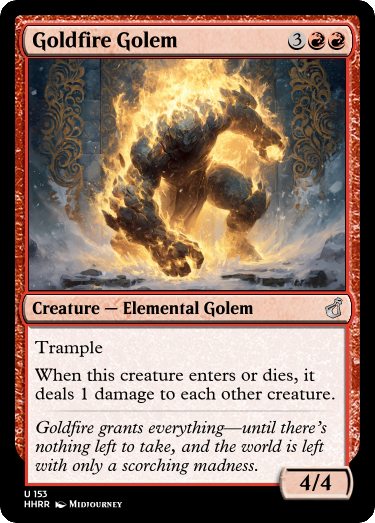 Goldfire Golem 3
Creature — Elemental Golem
Trample
When this creature enters or dies, it
deals 1 damage to each other creature.
Goldfire grants everything—until there's
nothing left to take, and the world is left
with only a scorching madness.
4/4
U 153
HHRR Midjourney